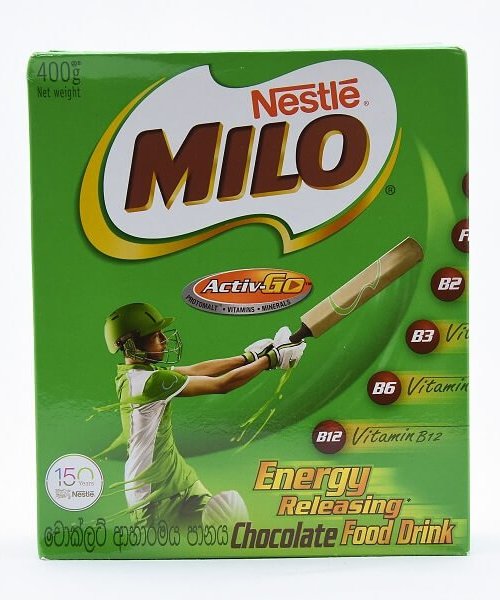 400g
Net weight
Nestlé
MILO
Activ-GO
PROTOMALT • VITAMINS • MINERALS
B2
B3 Vit
B6 Vitamin
B12 Vitamin B12
150 Years
Nestlé
Energy
Releasing*
චොක්ලට් ආහාරමය පානය Chocolate Food Drink